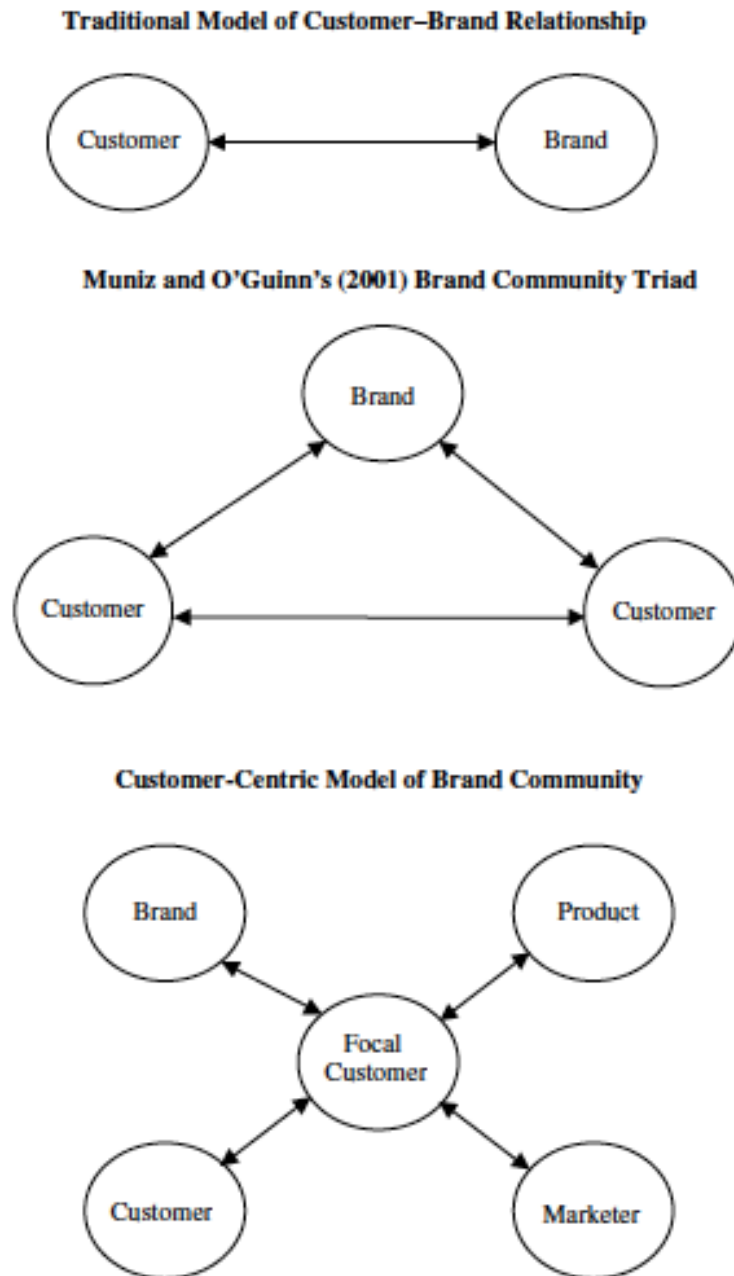 Traditional Model of Customer–Brand Relationship
Customer
Brand
Muniz and O'Guinn's (2001) Brand Community Triad
Brand
Customer
Customer
Customer-Centric Model of Brand Community
Brand
Product
Focal
Customer
Customer
Marketer